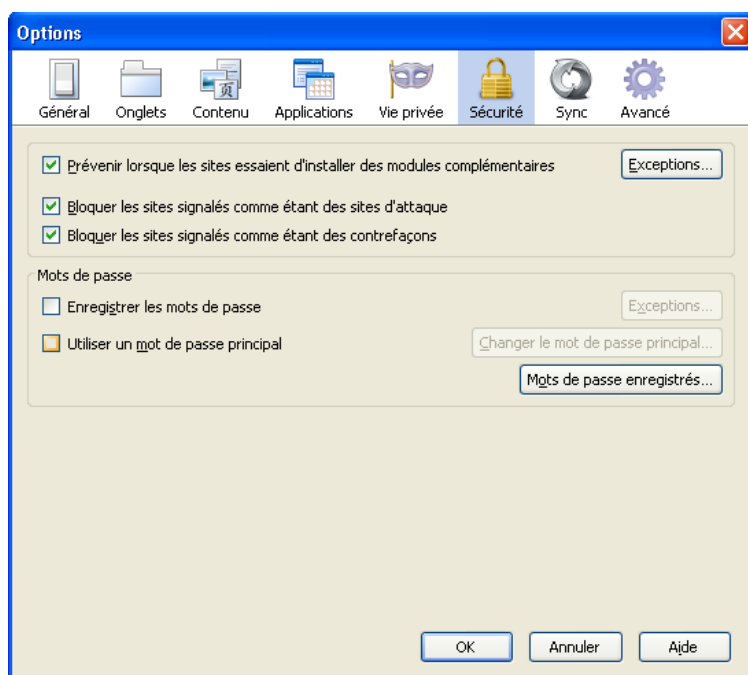 Options
Général Onglets Contenu Applications Vie privée Sécurité Sync Avancé
Prévenir lorsque les sites essaient d'installer des modules complémentaires Exceptions...
Bloquer les sites signalés comme étant des sites d'attaque
Bloquer les sites signalés comme étant des contrefaçons
Mots de passe
Enregistrer les mots de passe Exceptions...
Utiliser un mot de passe principal Changer le mot de passe principal...
Mots de passe enregistrés...
OK Annuler Aide